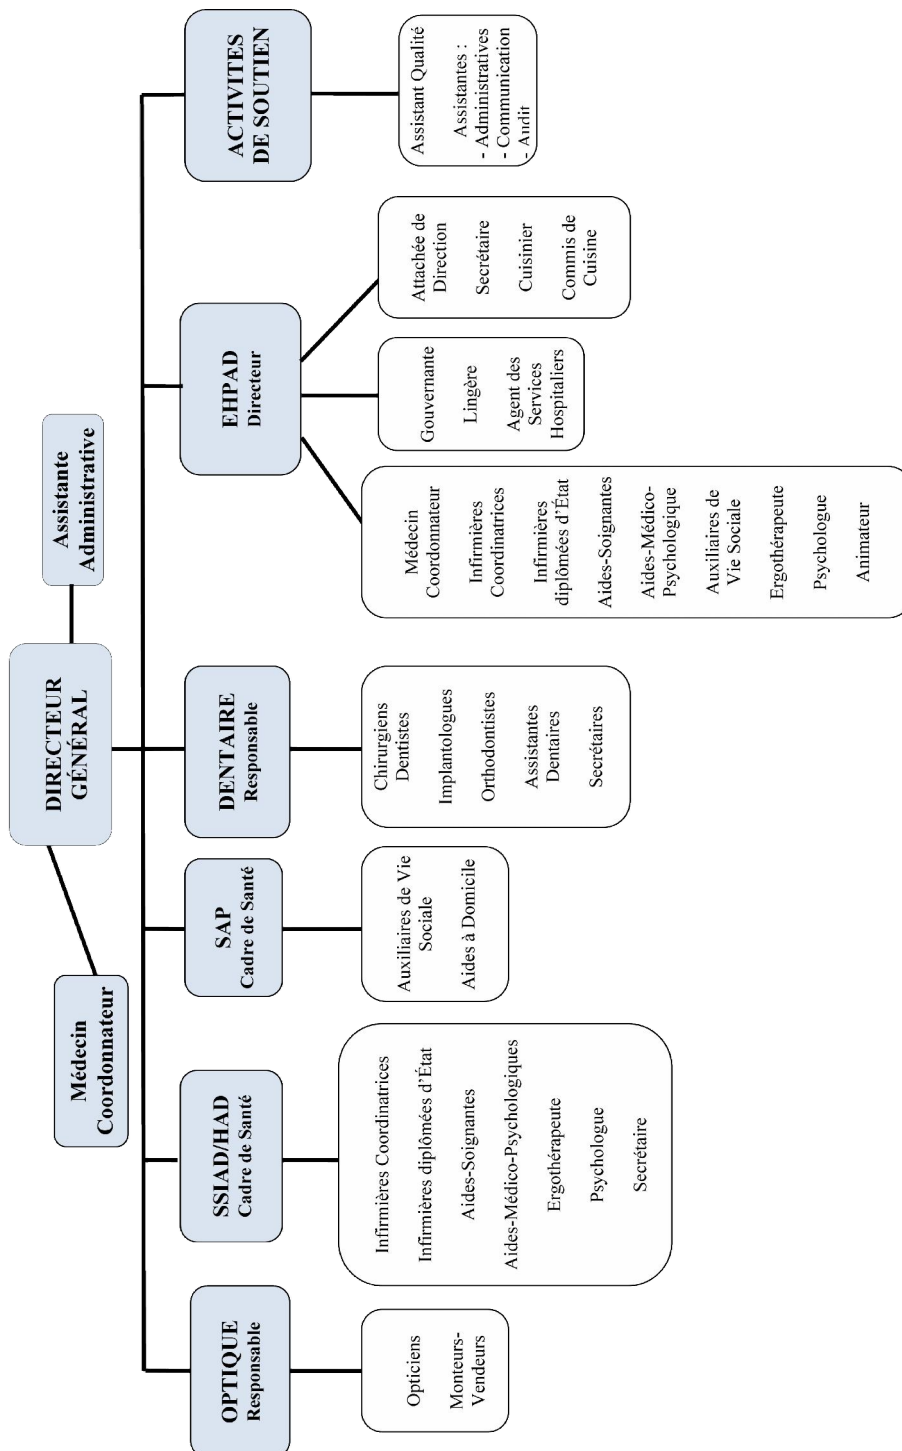 DIRECTEUR
GÉNÉRAL
Assistante
Administrative
Médecin
Coordonnateur
OPTIQUE
Responsable
SSIAD/HAD
Cadre de Santé
SAP
Cadre de Santé
DENTAIRE
Responsable
EHPAD
Directeur
ACTIVITES
DE SOUTIEN
Opticiens
Monteurs-
Vendeurs
Infirmières Coordinatrices
Infirmières diplômées d’État
Aides-Soignantes
Aides-Médico-Psychologiques
Ergothérapeute
Psychologue
Secrétaire
Auxiliaires de Vie
Sociale
Aides à Domicile
Chirurgiens
Dentistes
Implantologues
Orthodontistes
Assistantes
Dentaires
Secrétaires
Médecin
Coordonnateur
Infirmières
Coordinatrices
Infirmières
diplômées d’État
Aides-Soignantes
Aides-Médico-
Psychologique
Auxiliaires de
Vie Sociale
Ergothérapeute
Psychologue
Animateur
Gouvernante
Lingère
Agent des
Services
Hospitaliers
Attachée de
Direction
Secrétaire
Cuisinier
Commis de
Cuisine
Assistant Qualité
Assistantes :
- Administratives
- Communication
- Audit